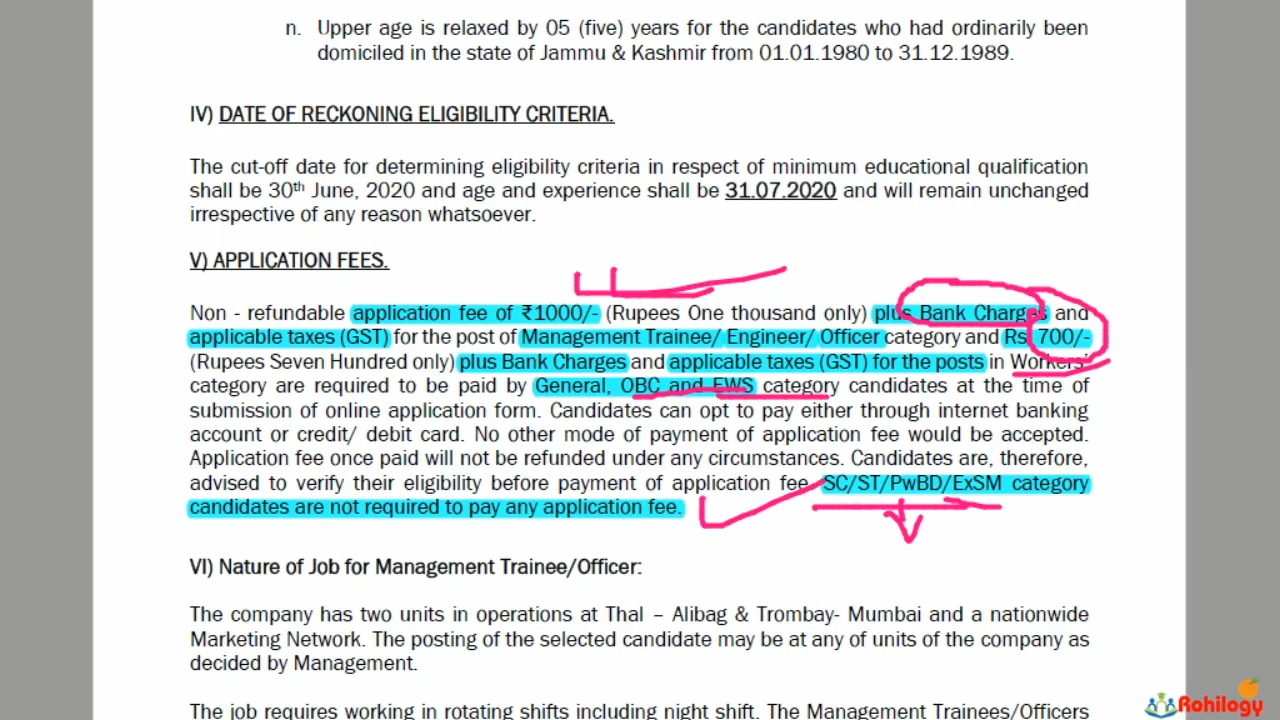 n. Upper age is relaxed by 05 (five) years for the candidates who had ordinarily been
domiciled in the state of Jammu & Kashmir from 01.01.1980 to 31.12.1989.
IV) DATE OF RECKONING ELIGIBILITY CRITERIA.
The cut-off date for determining eligibility criteria in respect of minimum educational qualification
shall be 30th June, 2020 and age and experience shall be 31.07.2020 and will remain unchanged
irrespective of any reason whatsoever.
V) APPLICATION FEES.
Non - refundable application fee of ₹1000/- (Rupees One thousand only) plus Bank Charges and
applicable taxes (GST) for the post of Management Trainee/ Engineer/ Officer category and Rs 700/-
(Rupees Seven Hundred only) plus Bank Charges and applicable taxes (GST) for the posts in Workers'
category are required to be paid by General, OBC and EWS category candidates at the time of
submission of online application form. Candidates can opt to pay either through internet banking
account or credit/ debit card. No other mode of payment of application fee would be accepted.
Application fee once paid will not be refunded under any circumstances. Candidates are, therefore,
advised to verify their eligibility before payment of application fee. SC/ST/PwBD/ExSM category
candidates are not required to pay any application fee.
VI) Nature of Job for Management Trainee/Officer:
The company has two units in operations at Thal – Alibag & Trombay- Mumbai and a nationwide
Marketing Network. The posting of the selected candidate may be at any of units of the company as
decided by Management.
The job requires working in rotating shifts including night shift. The Management Trainees/Officers
Rohilogy